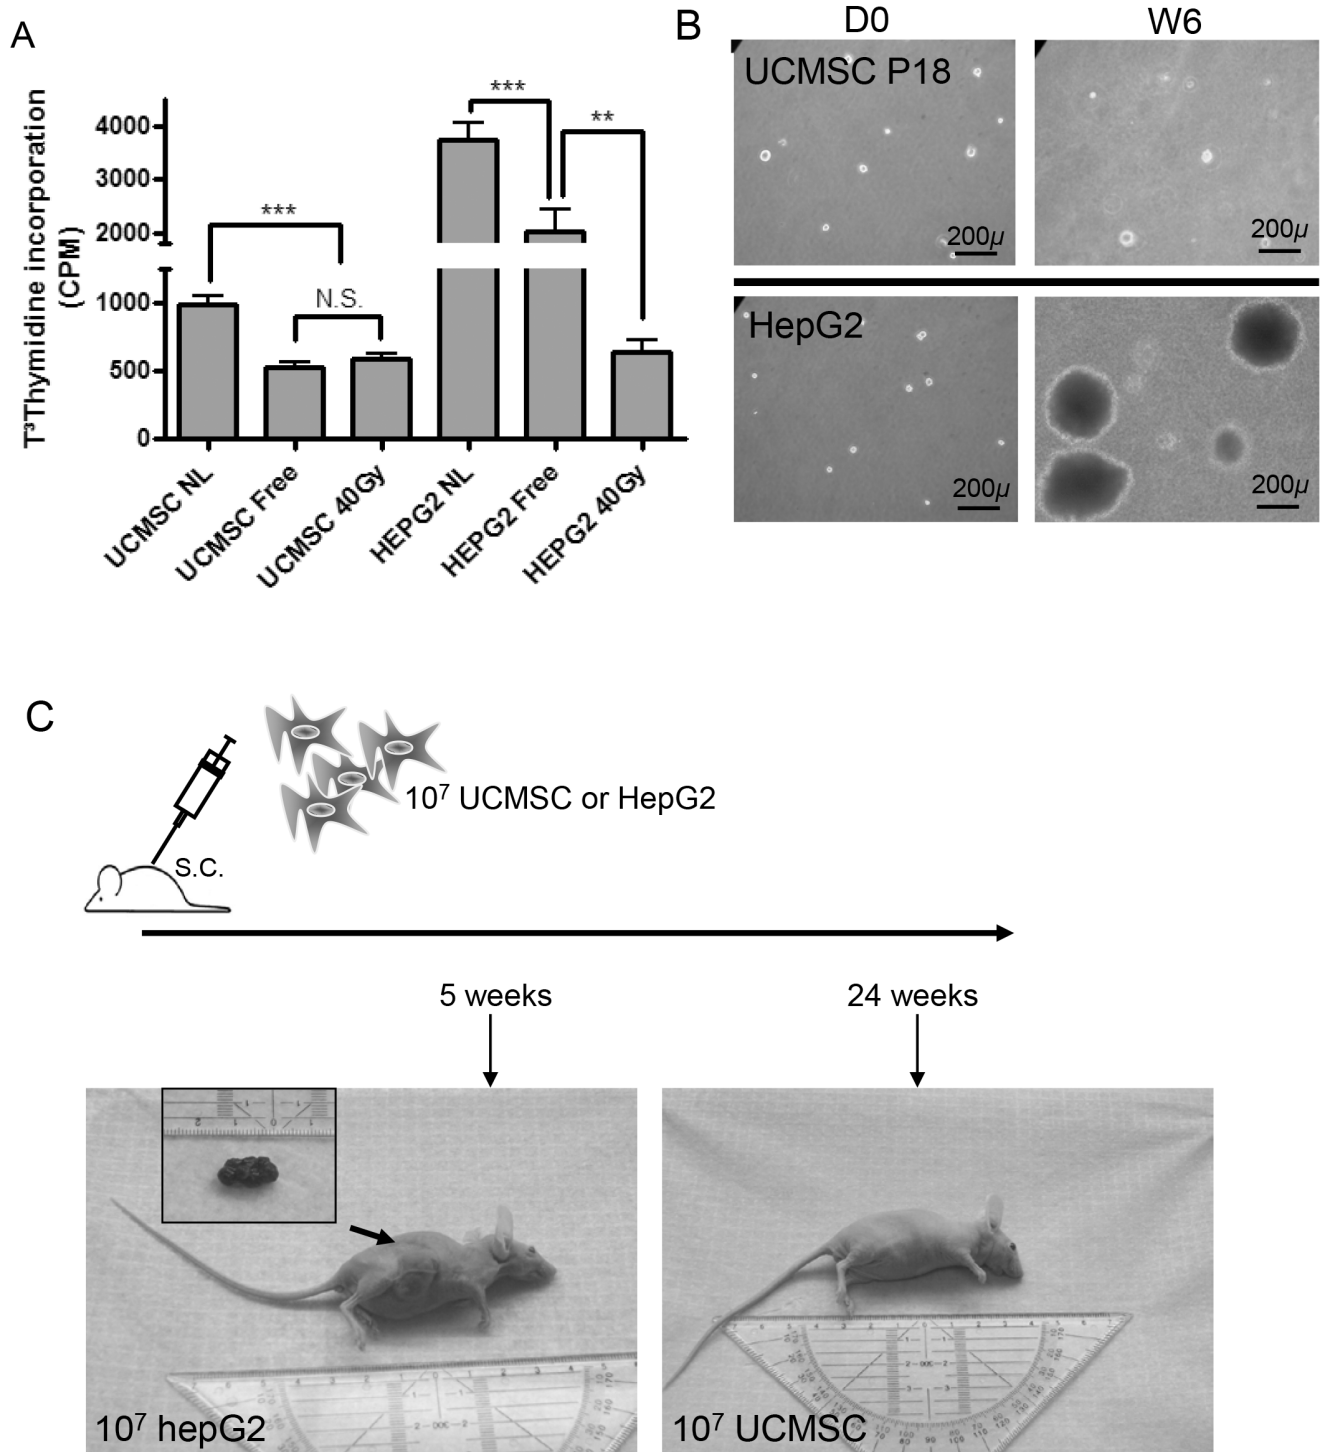 A
T³Thymidine incorporation
(CPM)
4000
3000
2000
1000
500
0
***
N.S.
***
**
UCMSC NL
UCMSC Free
UCMSC 40Gy
HEPG2 NL
HEPG2 Free
HEPG2 40Gy
B
D0
W6
UCMSC P18
200µ
200µ
HepG2
200µ
200µ
C
S.C.
10⁷ UCMSC or HepG2
5 weeks
24 weeks
10⁷ hepG2
10⁷ UCMSC